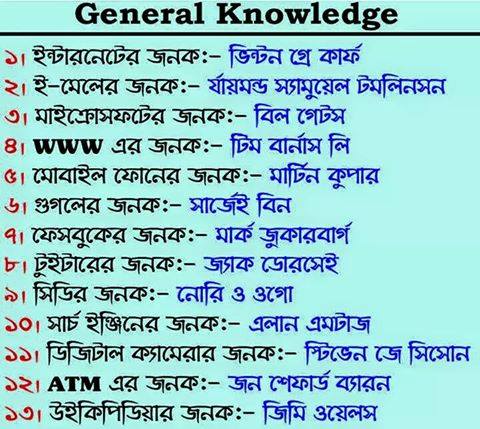 General Knowledge
১। ইন্টারনেটের জনক:- ভিন্টন গ্রে কার্ফ
২। ই-মেলের জনক:- র্যায়মন্ড স্যামুয়েল টমলিনসন
৩। মাইক্রোসফটের জনক:- বিল গেটস
৪। WWW এর জনক:- টিম বার্নাস লি
৫। মোবাইল ফোনের জনক:- মার্টিন কুপার
৬। গুগলের জনক:- সার্জেই বিন
৭। ফেসবুকের জনক:- মার্ক জুকারবার্গ
৮। টুইটারের জনক:- জ্যাক ডোরসেই
৯। সিডির জনক:- নোরি ও ওগো
১০। সার্চ ইঞ্জিনের জনক:- এলান এমটাজ
১১। ডিজিটাল ক্যামেরার জনক:- স্টিভেন জে সিসোন
১২। ATM এর জনক:- জন শেফার্ড ব্যারন
১৩। উইকিপিডিয়ার জনক:- জিমি ওয়েলস